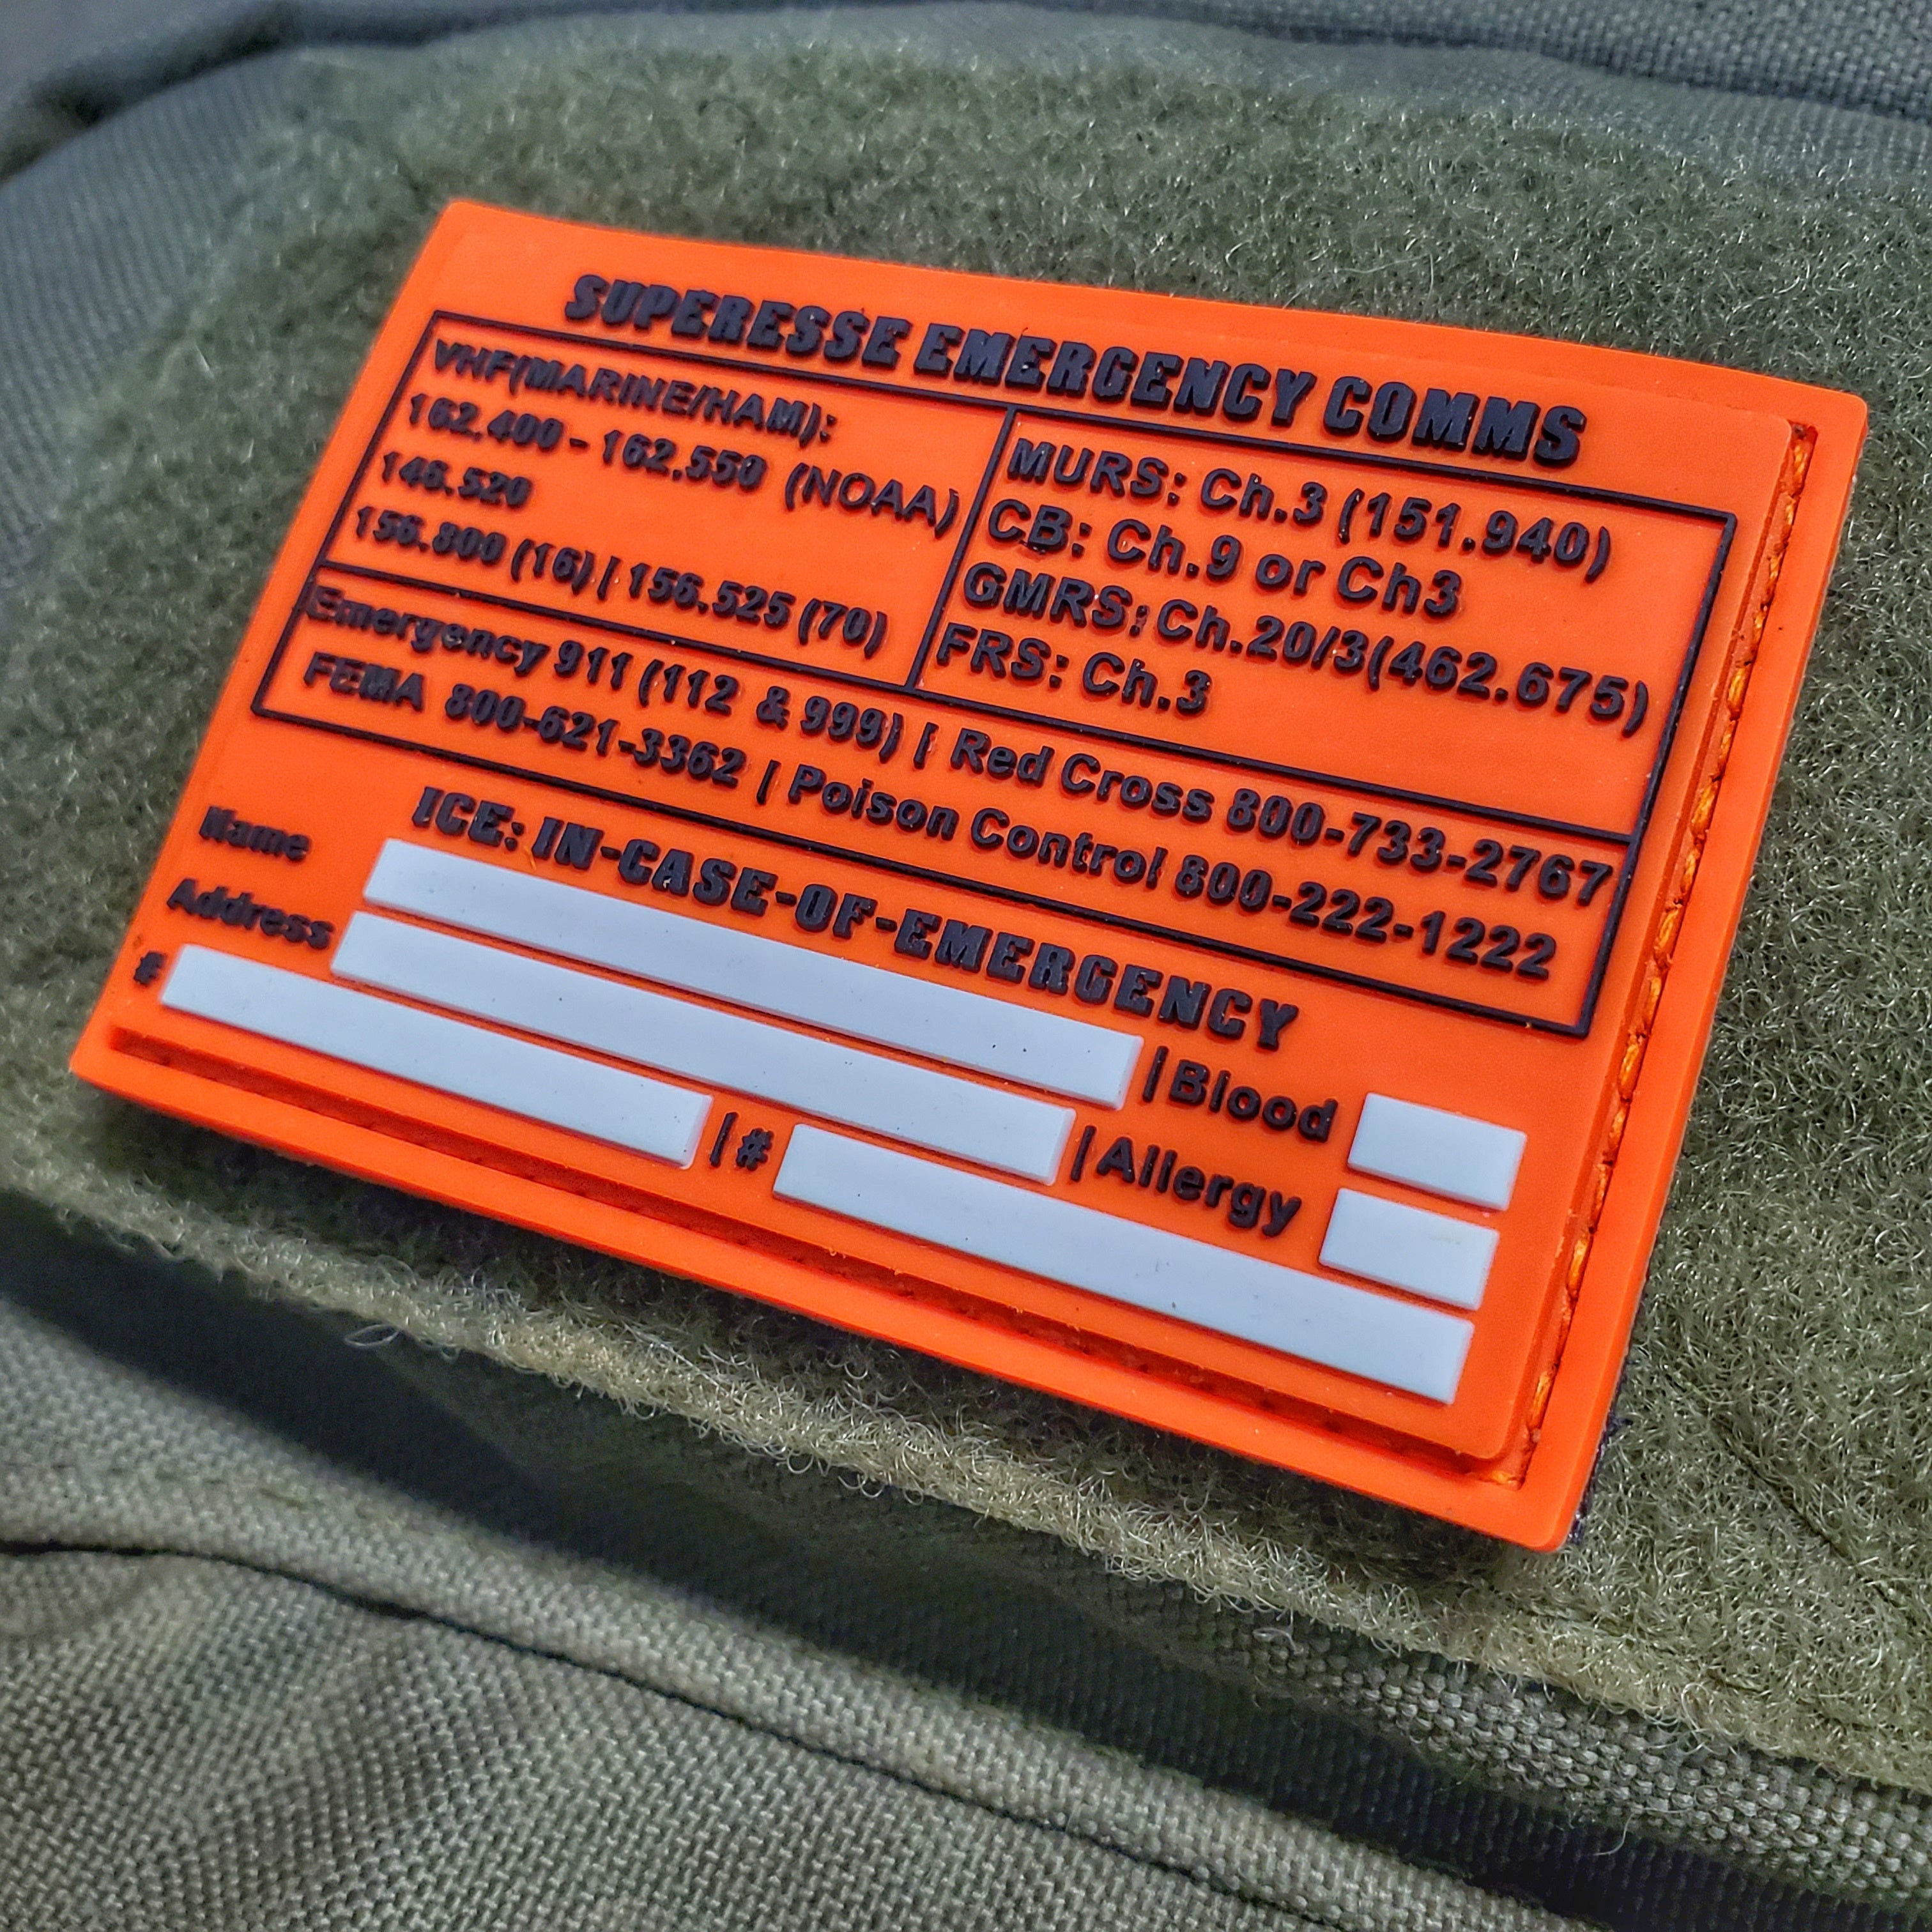 SUPERESSE EMERGENCY COMMS
VHF(MARINE/HAM):
162.400 - 162.550 (NOAA)
146.520
156.800 (16) | 156.525 (70)
MURS: Ch.3 (151.940)
CB: Ch.9 or Ch3
GMRS: Ch.20/3(462.675)
FRS: Ch.3
Emergency 911 (112 & 999) | Red Cross 800-733-2767
FEMA 800-621-3362 | Poison Control 800-222-1222
ICE: IN-CASE-OF-EMERGENCY
Name |Blood
Address |Allergy
# |#